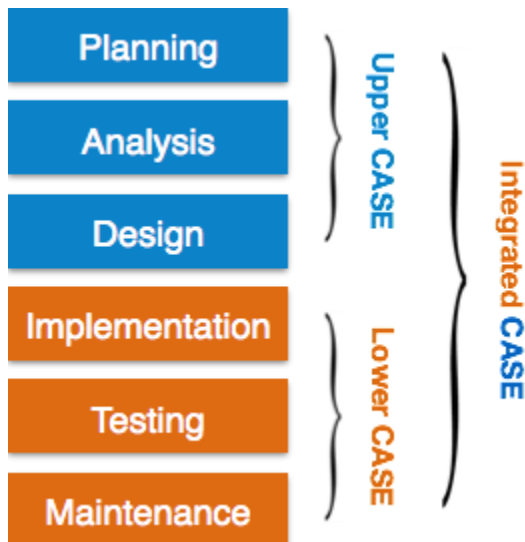 Planning
Analysis
Design
Implementation
Testing
Maintenance
Upper CASE
Lower CASE
Integrated CASE